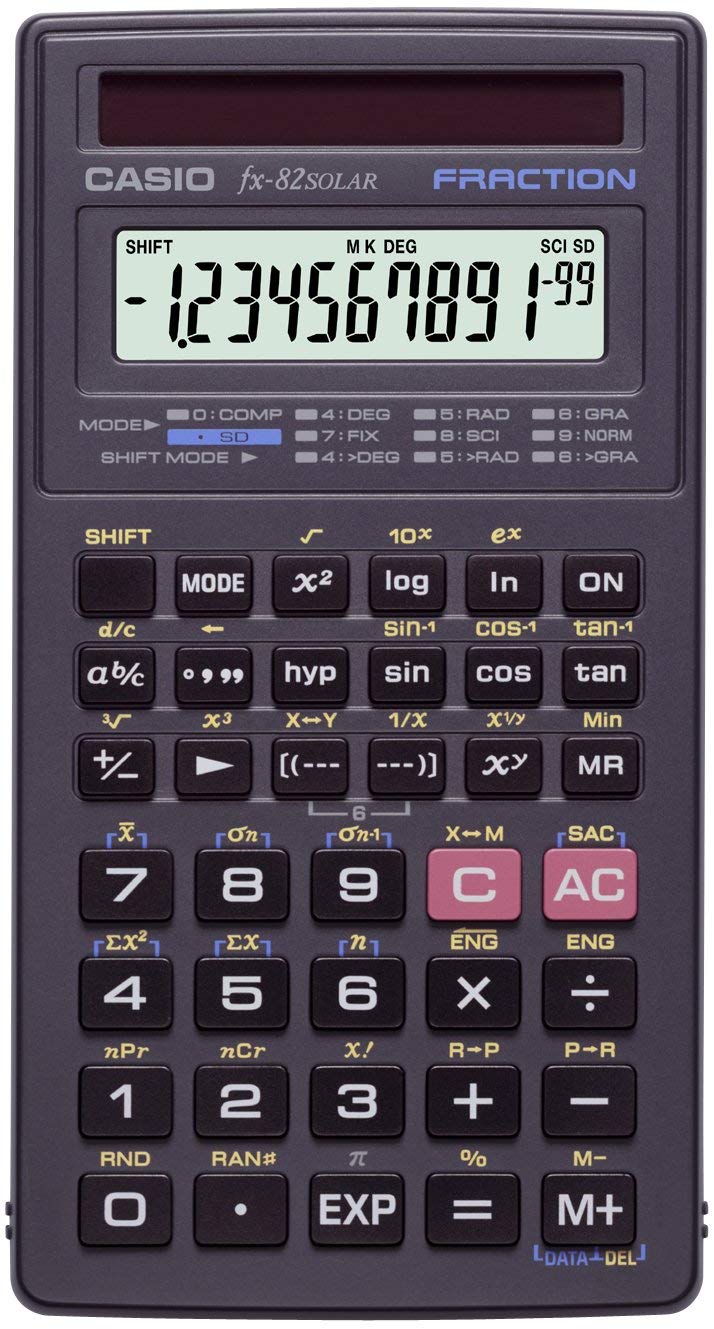 CASIO fx-82SOLAR FRACTION
SHIFT M K DEG SCI SD
-1.234567891-99
MODE▶ 0:COMP 4:DEG 5:RAD 6:GRA
· SD 7:FIX 8:SCI 9:NORM
SHIFT MODE ▶ 4:>DEG 5:>RAD 6:>GRA
SHIFT √ 10x ex
MODE x² log ln ON
d/c ← sin-1 cos-1 tan-1
ab/c ° , ,, hyp sin cos tan
³√ x³ X↔Y 1/x x1/y Min
+/− ▶ [(--- ---)] xy MR
6
x̄ σn σn-1 X↔M SAC
7 8 9 C AC
Σx² Σx n ENG ENG
4 5 6 × ÷
nPr nCr x! R→P P→R
1 2 3 + −
RND RAN# π % M−
0 · EXP = M+
DATA DEL